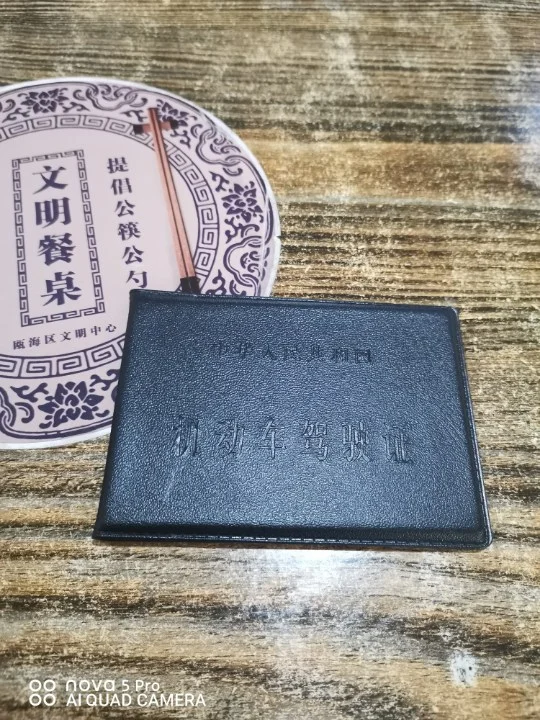 文明餐桌
提倡公筷公勺
瓯海区文明中心
中华人民共和国
机动车驾驶证
nova 5 Pro
AI QUAD CAMERA